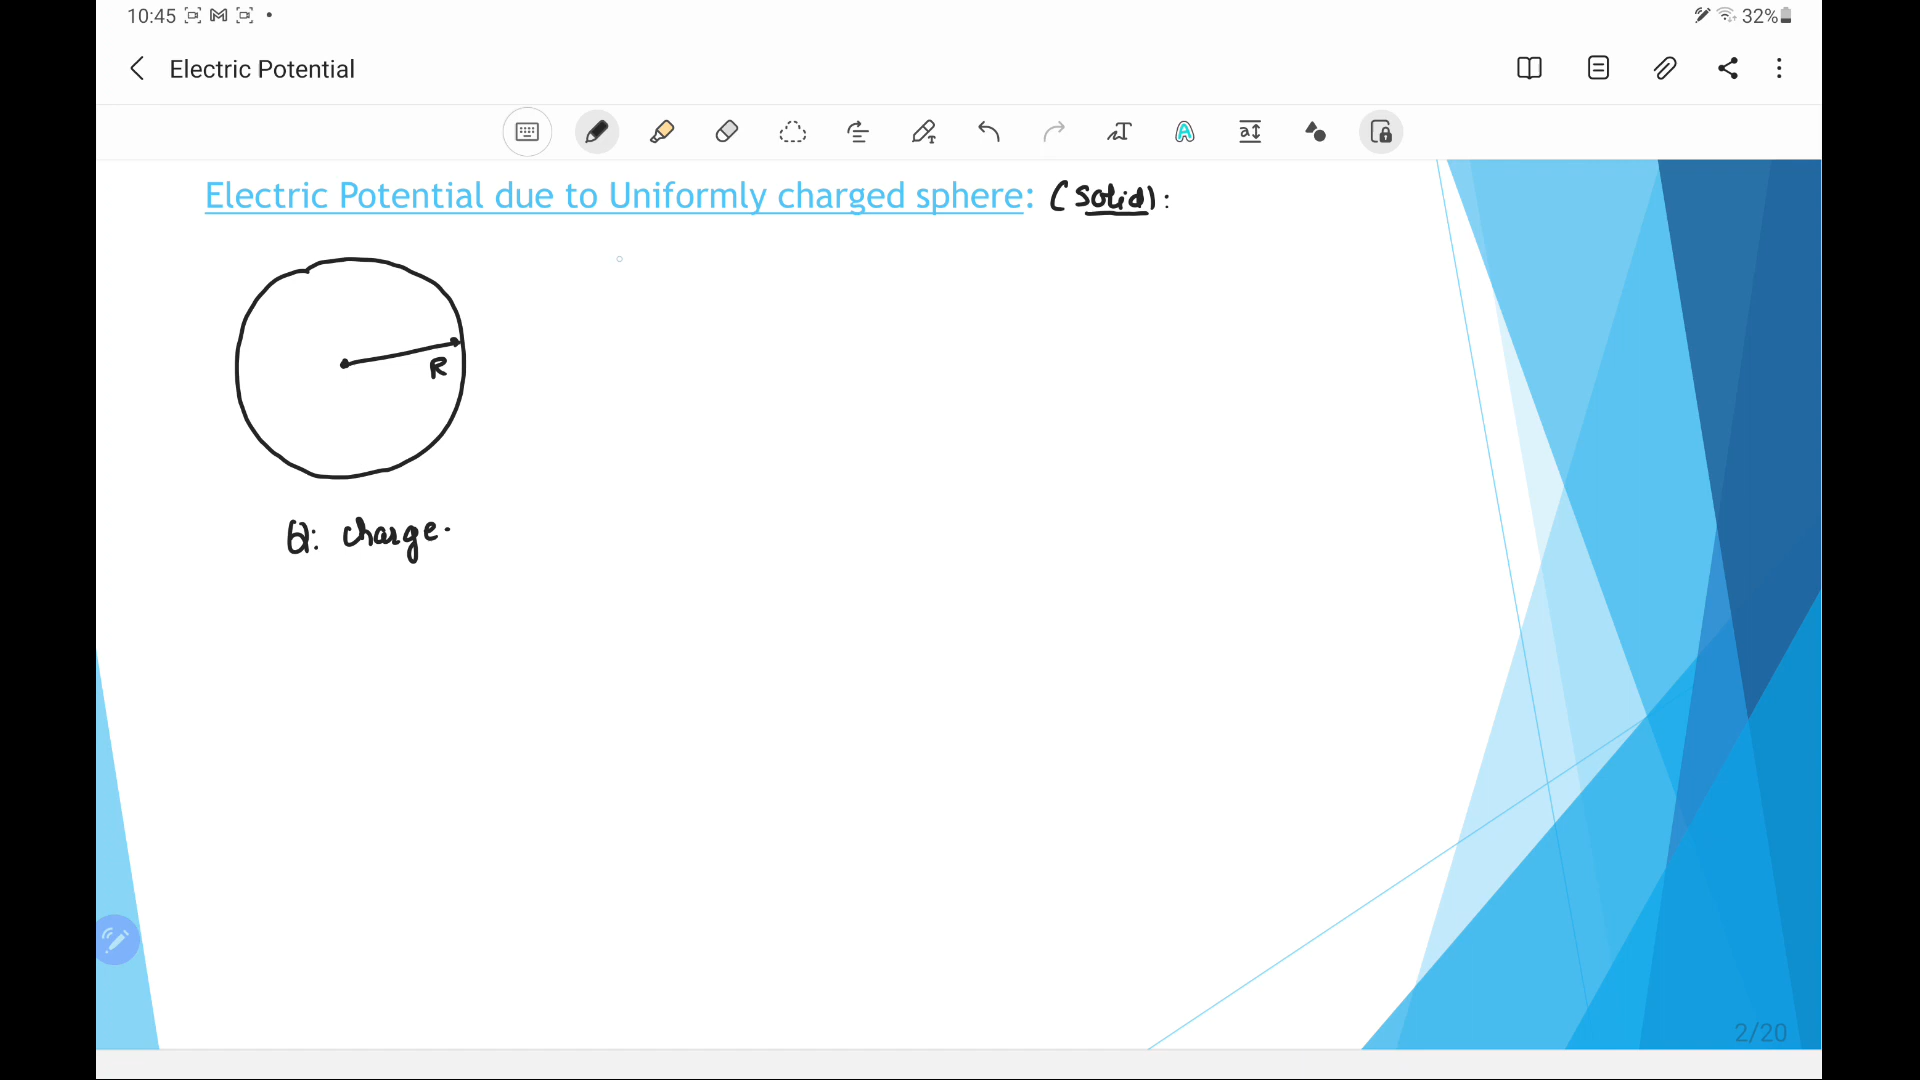 10:45
32%
Electric Potential
Electric Potential due to Uniformly charged sphere: (Solid):
R
Q: charge.
2/20